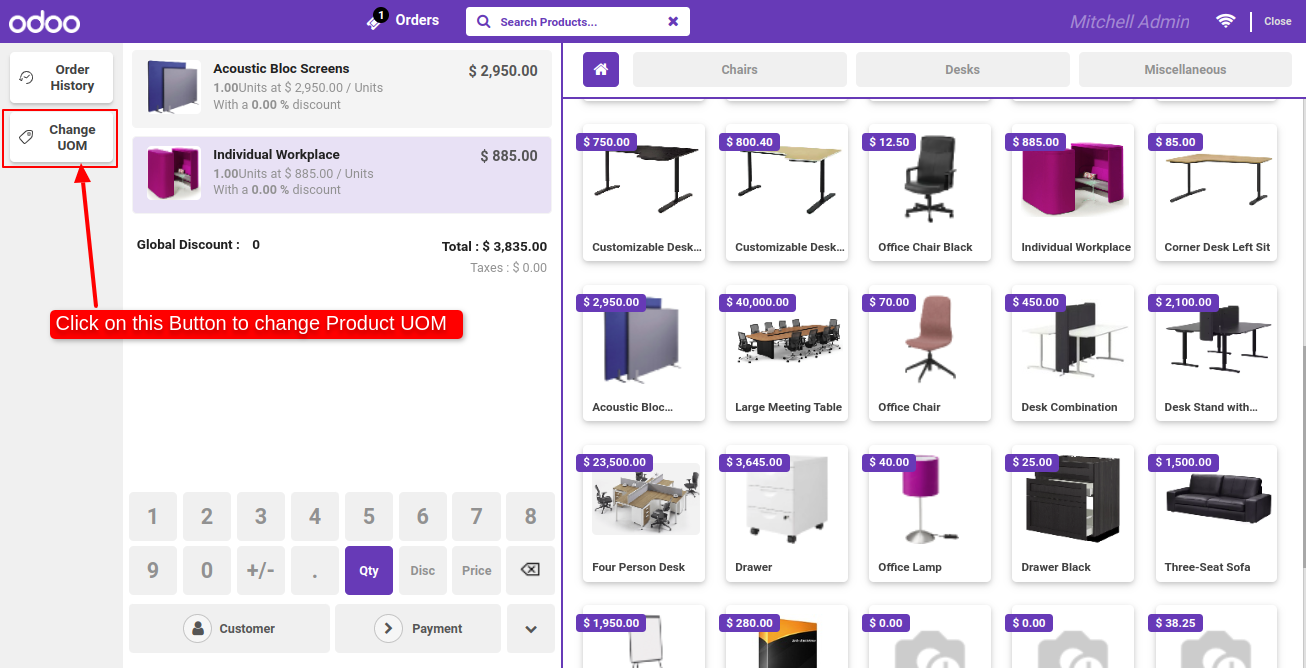 odoo
1
Orders
Search Products...
Mitchell Admin
Close
Order
History
Change
UOM
Acoustic Bloc Screens
$ 2,950.00
1.00Units at $ 2,950.00 / Units
With a 0.00 % discount
Individual Workplace
$ 885.00
1.00Units at $ 885.00 / Units
With a 0.00 % discount
Global Discount : 0
Total : $ 3,835.00
Taxes : $ 0.00
Click on this Button to change Product UOM
1 2 3 4 5 6 7 8
9 0 +/- . Qty Disc Price
Customer
Payment
Chairs
Desks
Miscellaneous
$ 750.00
Customizable Desk...
$ 800.40
Customizable Desk...
$ 12.50
Office Chair Black
$ 885.00
Individual Workplace
$ 85.00
Corner Desk Left Sit
$ 2,950.00
Acoustic Bloc...
$ 40,000.00
Large Meeting Table
$ 70.00
Office Chair
$ 450.00
Desk Combination
$ 2,100.00
Desk Stand with...
$ 23,500.00
Four Person Desk
$ 3,645.00
Drawer
$ 40.00
Office Lamp
$ 25.00
Drawer Black
$ 1,500.00
Three-Seat Sofa
$ 1,950.00
$ 280.00
$ 0.00
$ 0.00
$ 38.25